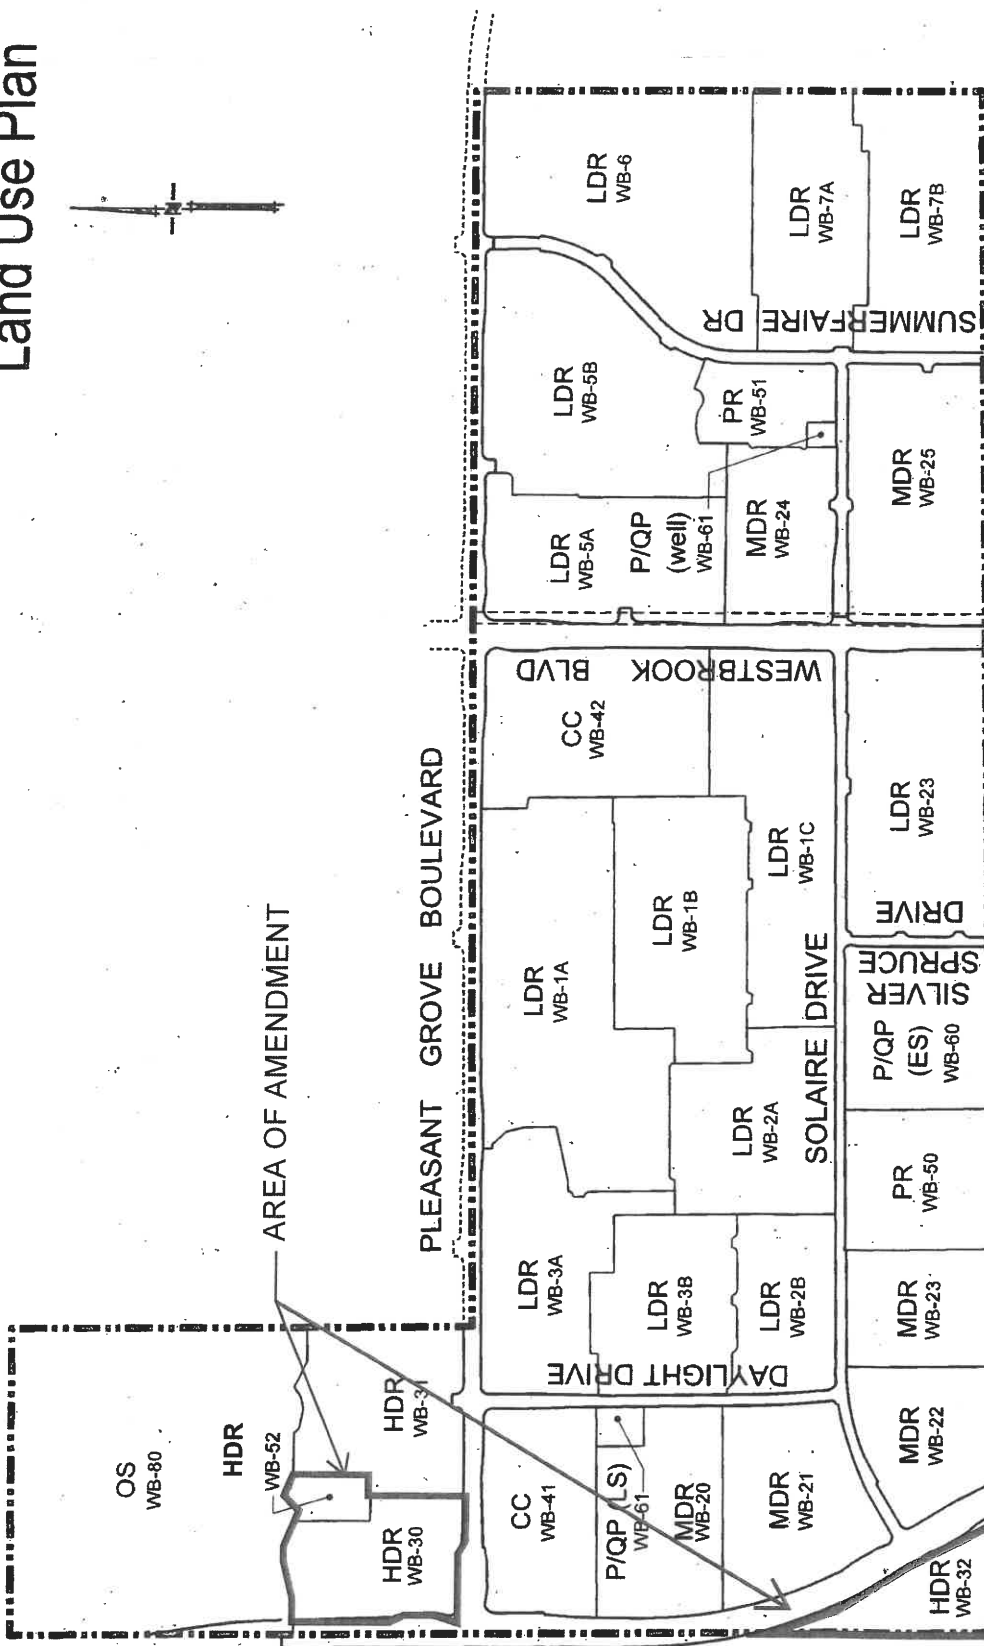 Land Use Plan
N
AREA OF AMENDMENT
PLEASANT GROVE BOULEVARD
OS
WB-80
HDR
WB-52
HDR
WB-31
HDR
WB-30
CC
WB-41
P/QP (LS)
WB-61
MDR
WB-20
MDR
WB-21
MDR
WB-22
HDR
WB-32
DAYLIGHT DRIVE
LDR
WB-3A
LDR
WB-3B
LDR
WB-2B
MDR
WB-23
LDR
WB-1A
LDR
WB-2A
PR
WB-50
LDR
WB-1B
LDR
WB-1C
SOLAIRE DRIVE
P/QP
(ES)
WB-60
SILVER
SPRUCE
DRIVE
CC
WB-42
LDR
WB-23
WESTBROOK BLVD
LDR
WB-5A
P/QP
(well)
WB-61
MDR
WB-24
LDR
WB-5B
PR
WB-51
MDR
WB-25
SUMMERFAIRE DR
LDR
WB-6
LDR
WB-7A
LDR
WB-7B